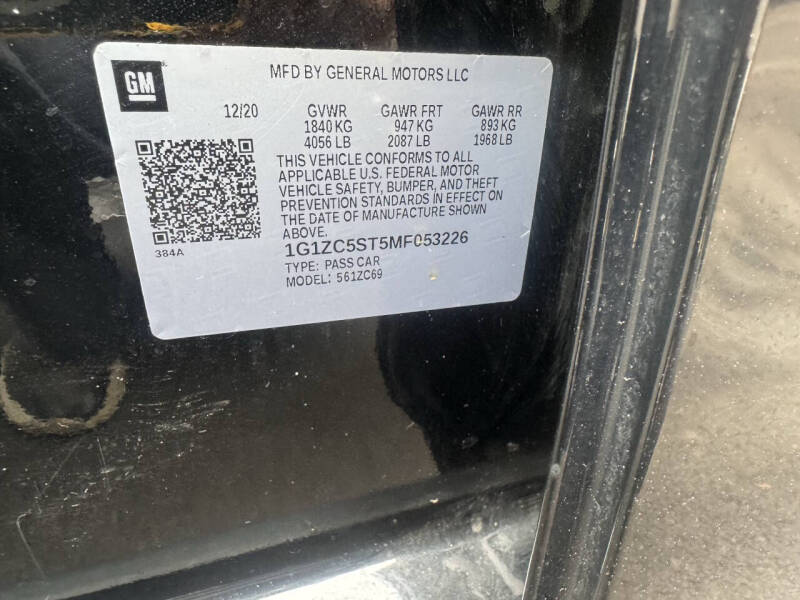 GM
MFD BY GENERAL MOTORS LLC
12/20 GVWR GAWR FRT GAWR RR
1840 KG 947 KG 893 KG
4056 LB 2087 LB 1968 LB
THIS VEHICLE CONFORMS TO ALL
APPLICABLE U.S. FEDERAL MOTOR
VEHICLE SAFETY, BUMPER, AND THEFT
PREVENTION STANDARDS IN EFFECT ON
THE DATE OF MANUFACTURE SHOWN
ABOVE.
384A
1G1ZC5ST5MF053226
TYPE: PASS CAR
MODEL: 561ZC69